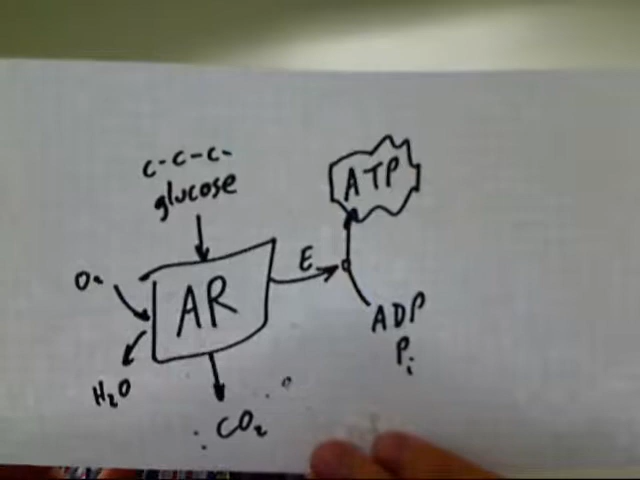 C-C-C-
glucose
ATP
E
O₂
AR
ADP
Pᵢ
H₂O
CO₂